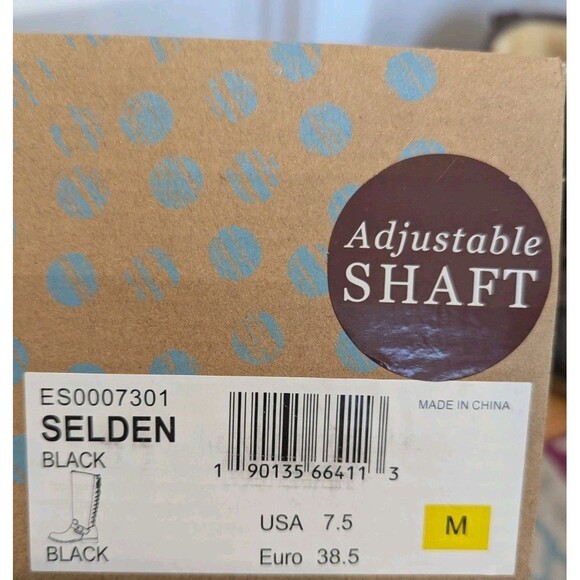 Adjustable
SHAFT
ES0007301
SELDEN
BLACK
MADE IN CHINA
1 90135 66411 3
USA 7.5
M
BLACK
Euro 38.5